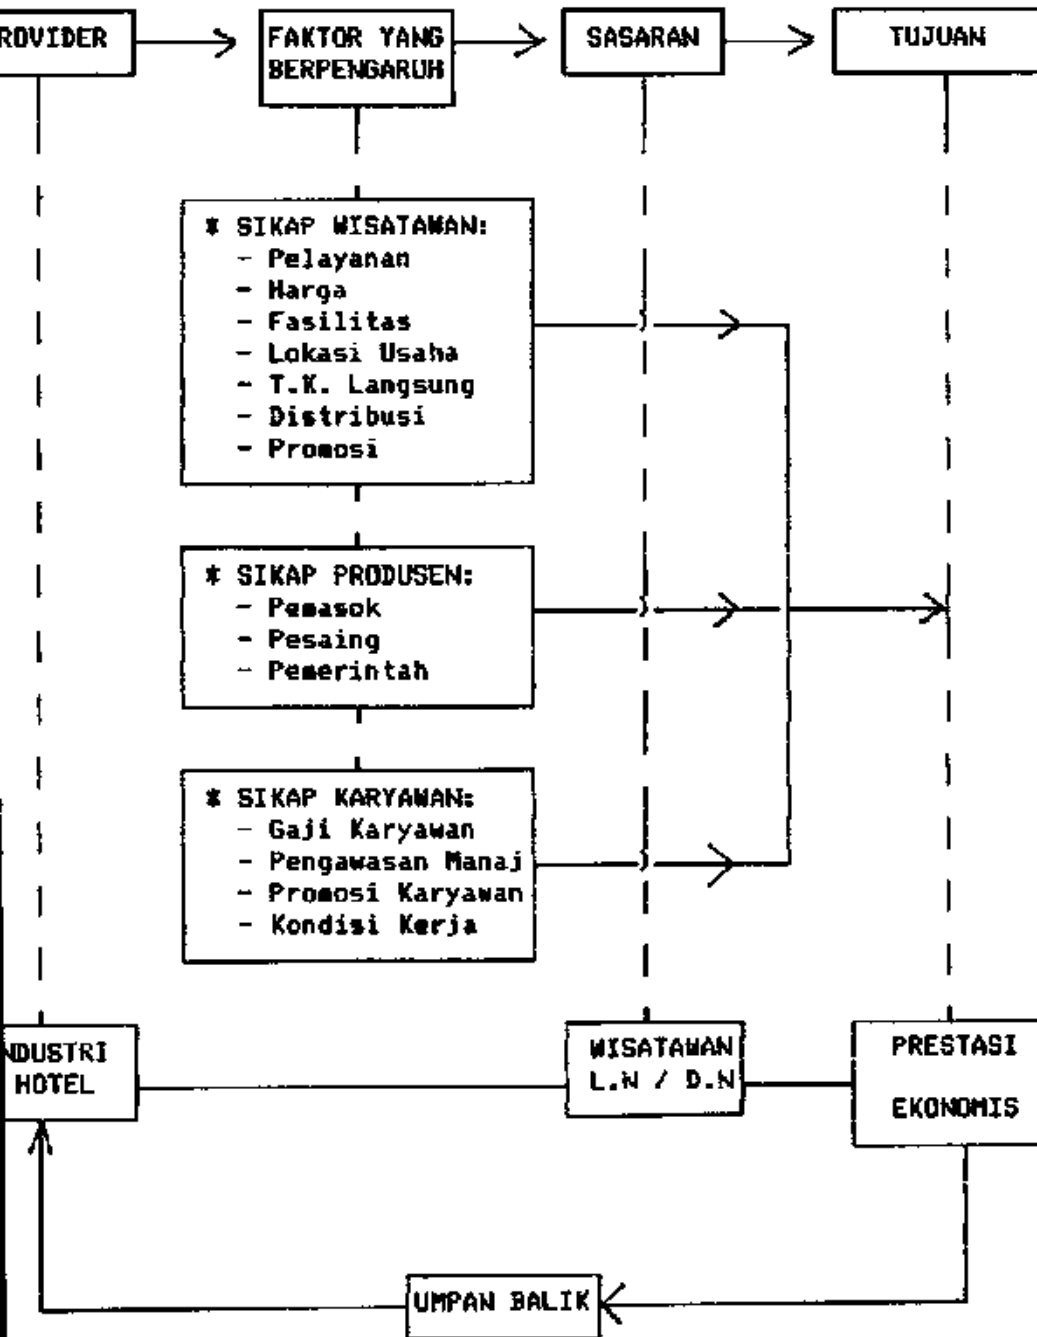 ROVIDER
FAKTOR YANG
BERPENGARUH
SASARAN
TUJUAN
* SIKAP WISATAWAN:
- Pelayanan
- Harga
- Fasilitas
- Lokasi Usaha
- T.K. Langsung
- Distribusi
- Promosi
* SIKAP PRODUSEN:
- Pemasok
- Pesaing
- Pemerintah
* SIKAP KARYAWAN:
- Gaji Karyawan
- Pengawasan Manaj
- Promosi Karyawan
- Kondisi Kerja
NDUSTRI
HOTEL
WISATAWAN
L.N / D.N
PRESTASI
EKONOMIS
UMPAN BALIK